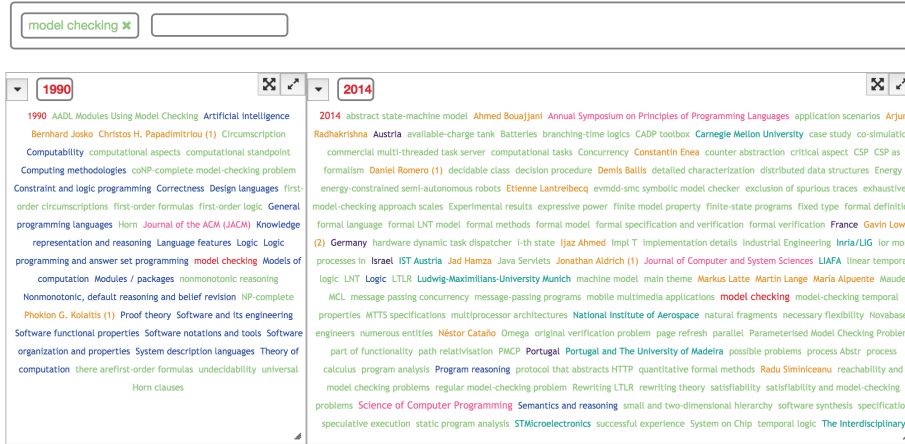 model checking ✖
1990
1990 AADL Modules Using Model Checking Artificial intelligence
Bernhard Josko Christos H. Papadimitriou (1) Circumscription
Computability computational aspects computational standpoint
Computing methodologies coNP-complete model-checking problem
Constraint and logic programming Correctness Design languages first-
order circumscriptions first-order formulas first-order logic General
programming languages Horn Journal of the ACM (JACM) Knowledge
representation and reasoning Language features Logic Logic
programming and answer set programming model checking Models of
computation Modules / packages nonmonotonic reasoning
Nonmonotonic, default reasoning and belief revision NP-complete
Phokion G. Kolaitis (1) Proof theory Software and its engineering
Software functional properties Software notations and tools Software
organization and properties System description languages Theory of
computation there arefirst-order formulas undecidability universal
Horn clauses
2014
2014 abstract state-machine model Ahmed Bouajjani Annual Symposium on Principles of Programming Languages application scenarios Arjun
Radhakrishna Austria available-charge tank Batteries branching-time logics CADP toolbox Carnegie Mellon University case study co-simulatio
commercial multi-threaded task server computational tasks Concurrency Constantin Enea counter abstraction critical aspect CSP CSP as
formalism Daniel Romero (1) decidable class decision procedure Demis Ballis detailed characterization distributed data structures Energy
energy-constrained semi-autonomous robots Etienne Lantreibecq evmdd-smc symbolic model checker exclusion of spurious traces exhaustive
model-checking approach scales Experimental results expressive power finite model property finite-state programs fixed type formal definitio
formal language formal LNT model formal methods formal model formal specification and verification formal verification France Gavin Low
(2) Germany hardware dynamic task dispatcher i-th state Ijaz Ahmed Impl T implementation details Industrial Engineering Inria/LIG ior mo
processes in Israel IST Austria Jad Hamza Java Servlets Jonathan Aldrich (1) Journal of Computer and System Sciences LIAFA linear tempora
logic LNT Logic LTLR Ludwig-Maximilians-University Munich machine model main theme Markus Latte Martin Lange María Alpuente Maude
MCL message passing concurrency message-passing programs mobile multimedia applications model checking model-checking temporal
properties MTTS specifications multiprocessor architectures National Institute of Aerospace natural fragments necessary flexibility Novabase
engineers numerous entities Néstor Cataño Omega original verification problem page refresh parallel Parameterised Model Checking Problem
part of functionality path relativisation PMCP Portugal Portugal and The University of Madeira possible problems process Abstr process
calculus program analysis Program reasoning protocol that abstracts HTTP quantitative formal methods Radu Siminiceanu reachability and
model checking problems regular model-checking problem Rewriting LTLR rewriting theory satisfiability satisfiability and model-checking
problems Science of Computer Programming Semantics and reasoning small and two-dimensional hierarchy software synthesis specificatio
speculative execution static program analysis STMicroelectronics successful experience System on Chip temporal logic The Interdisciplinary